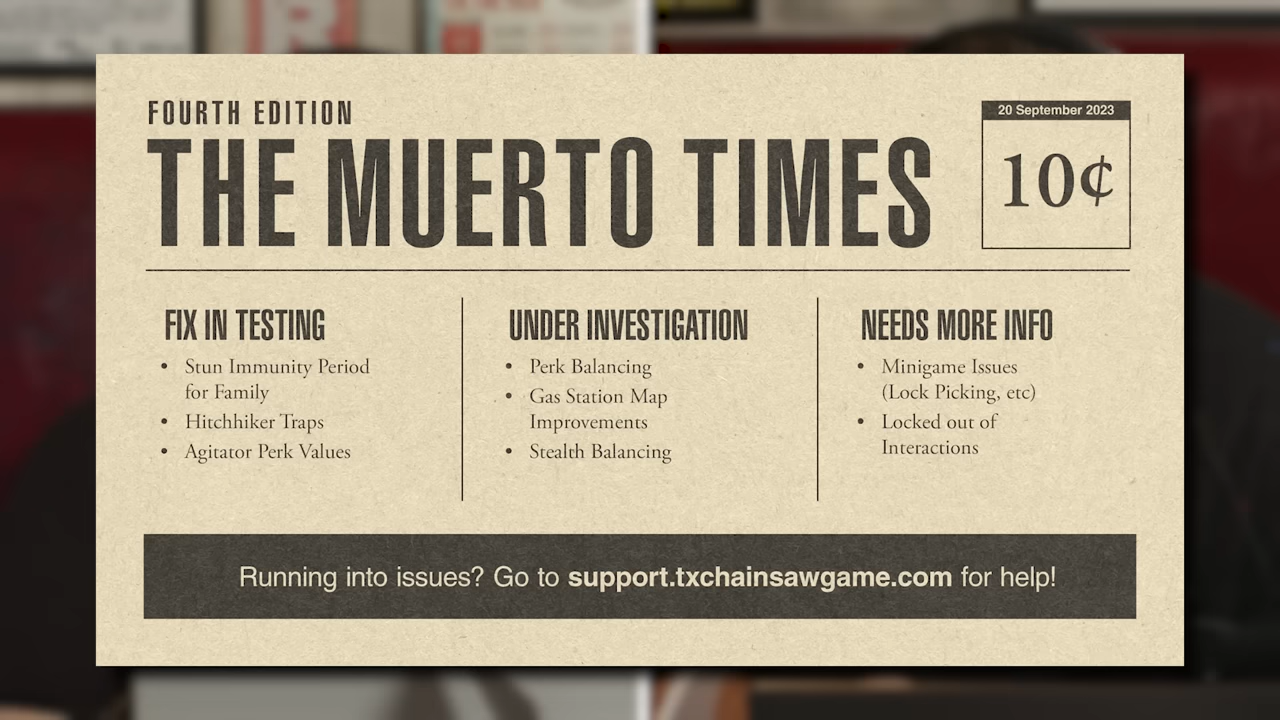 FOURTH EDITION
THE MUERTO TIMES
20 September 2023
10¢
FIX IN TESTING
• Stun Immunity Period
for Family
• Hitchhiker Traps
• Agitator Perk Values
UNDER INVESTIGATION
• Perk Balancing
• Gas Station Map
Improvements
• Stealth Balancing
NEEDS MORE INFO
• Minigame Issues
(Lock Picking, etc)
• Locked out of
Interactions
Running into issues? Go to support.txchainsawgame.com for help!